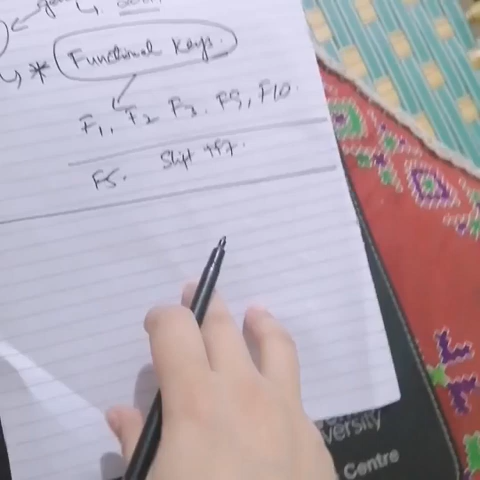 * Functional Keys.
F1, F2 F3. F5, F10.
F5. Shift + F7.
versity
Centre